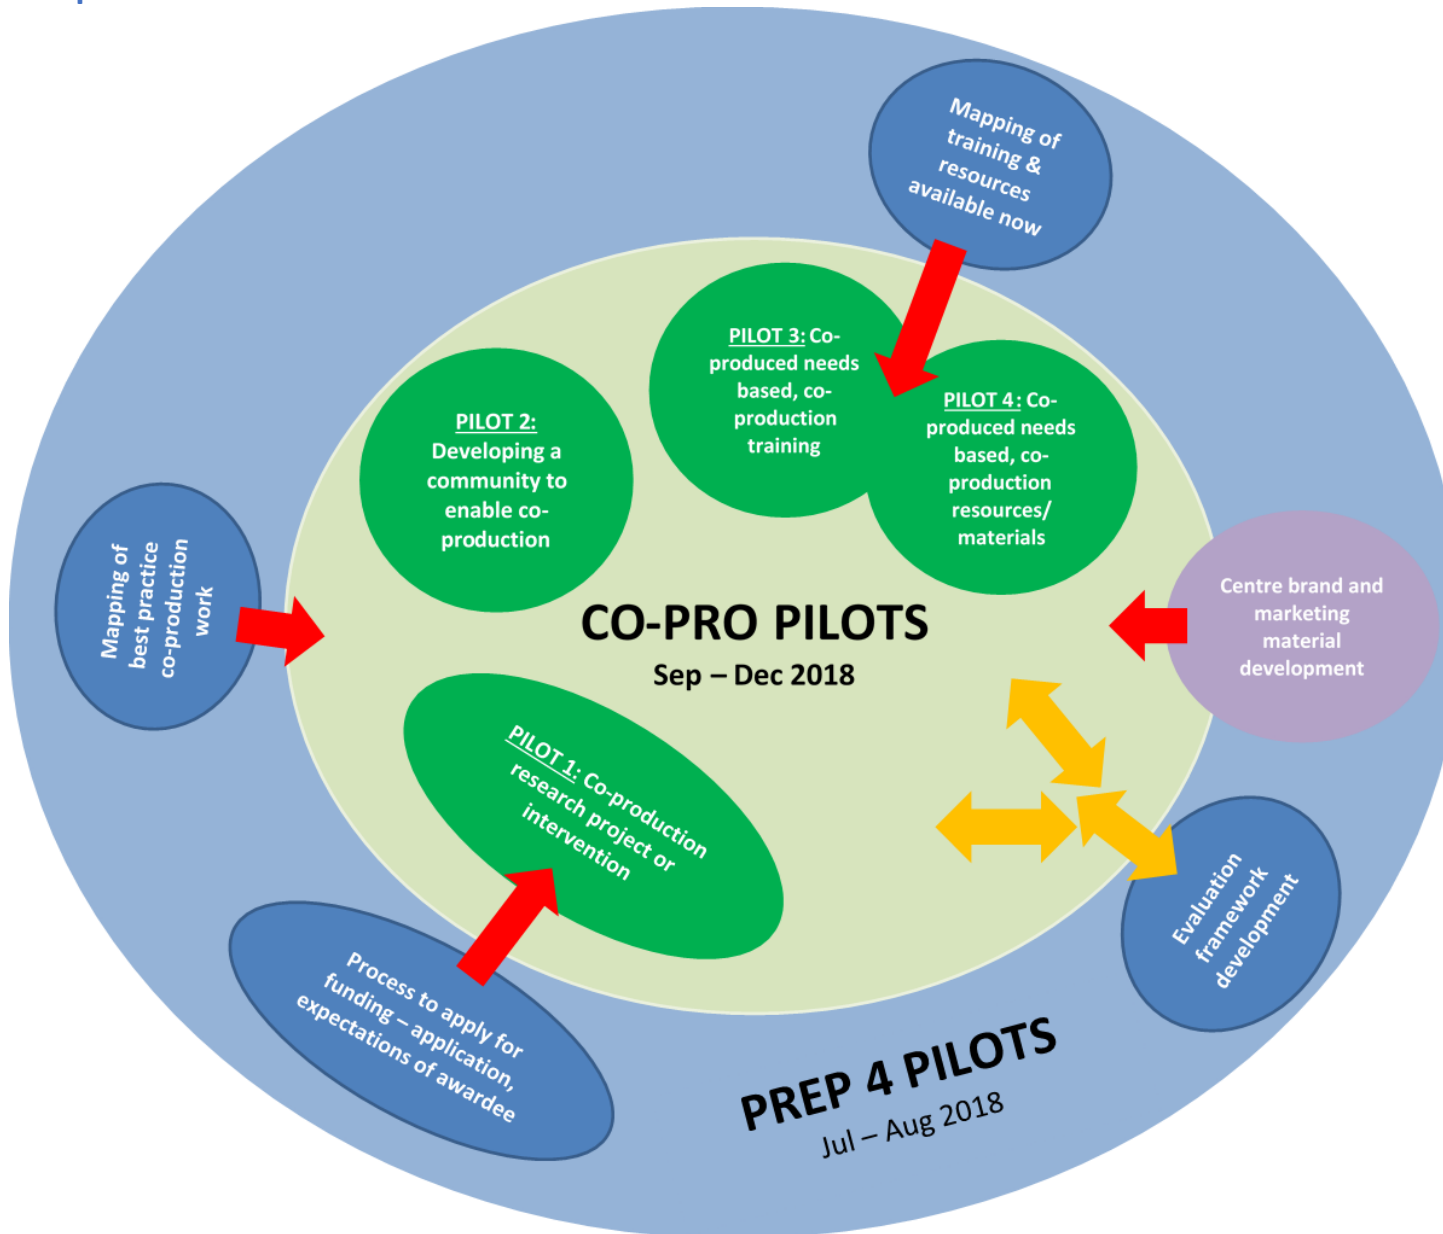 Mapping of
training &
resources
available now
PILOT 3: Co-
produced needs
based, co-
production
training
PILOT 4: Co-
produced needs
based, co-
production
resources/
materials
PILOT 2:
Developing a
community to
enable co-
production
Mapping of
best practice
co-production
work
CO-PRO PILOTS
Sep – Dec 2018
Centre brand and
marketing
material
development
PILOT 1: Co-production
research project or
intervention
Evaluation
framework
development
Process to apply for
funding – application,
expectations of awardee
PREP 4 PILOTS
Jul – Aug 2018